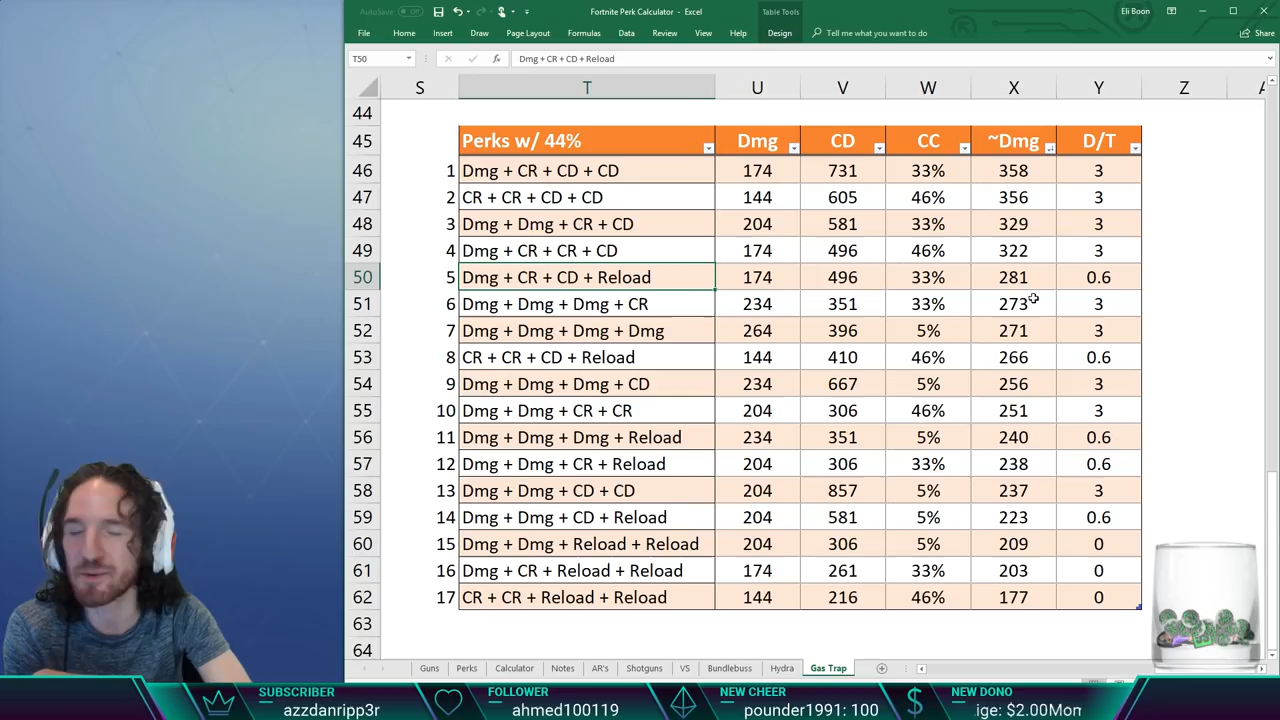 AutoSave Off Fortnite Perk Calculator - Excel Table Tools Eli Boon
File Home Insert Draw Page Layout Formulas Data Review View Help Design Tell me what you want to do Share
T50 fx Dmg + CR + CD + Reload
S T U V W X Y Z
44
45 Perks w/ 44% Dmg CD CC ~Dmg D/T
46 1 Dmg + CR + CD + CD 174 731 33% 358 3
47 2 CR + CR + CD + CD 144 605 46% 356 3
48 3 Dmg + Dmg + CR + CD 204 581 33% 329 3
49 4 Dmg + CR + CR + CD 174 496 46% 322 3
50 5 Dmg + CR + CD + Reload 174 496 33% 281 0.6
51 6 Dmg + Dmg + Dmg + CR 234 351 33% 273 3
52 7 Dmg + Dmg + Dmg + Dmg 264 396 5% 271 3
53 8 CR + CR + CD + Reload 144 410 46% 266 0.6
54 9 Dmg + Dmg + Dmg + CD 234 667 5% 256 3
55 10 Dmg + Dmg + CR + CR 204 306 46% 251 3
56 11 Dmg + Dmg + Dmg + Reload 234 351 5% 240 0.6
57 12 Dmg + Dmg + CR + Reload 204 306 33% 238 0.6
58 13 Dmg + Dmg + CD + CD 204 857 5% 237 3
59 14 Dmg + Dmg + CD + Reload 204 581 5% 223 0.6
60 15 Dmg + Dmg + Reload + Reload 204 306 5% 209 0
61 16 Dmg + CR + Reload + Reload 174 261 33% 203 0
62 17 CR + CR + Reload + Reload 144 216 46% 177 0
63
64
Guns Perks Calculator Notes AR's Shotguns VS Bundlebuss Hydra Gas Trap
SUBSCRIBER FOLLOWER NEW CHEER NEW DONO
azzdanripp3r ahmed100119 pounder1991: 100 .ige: $2.00Mom